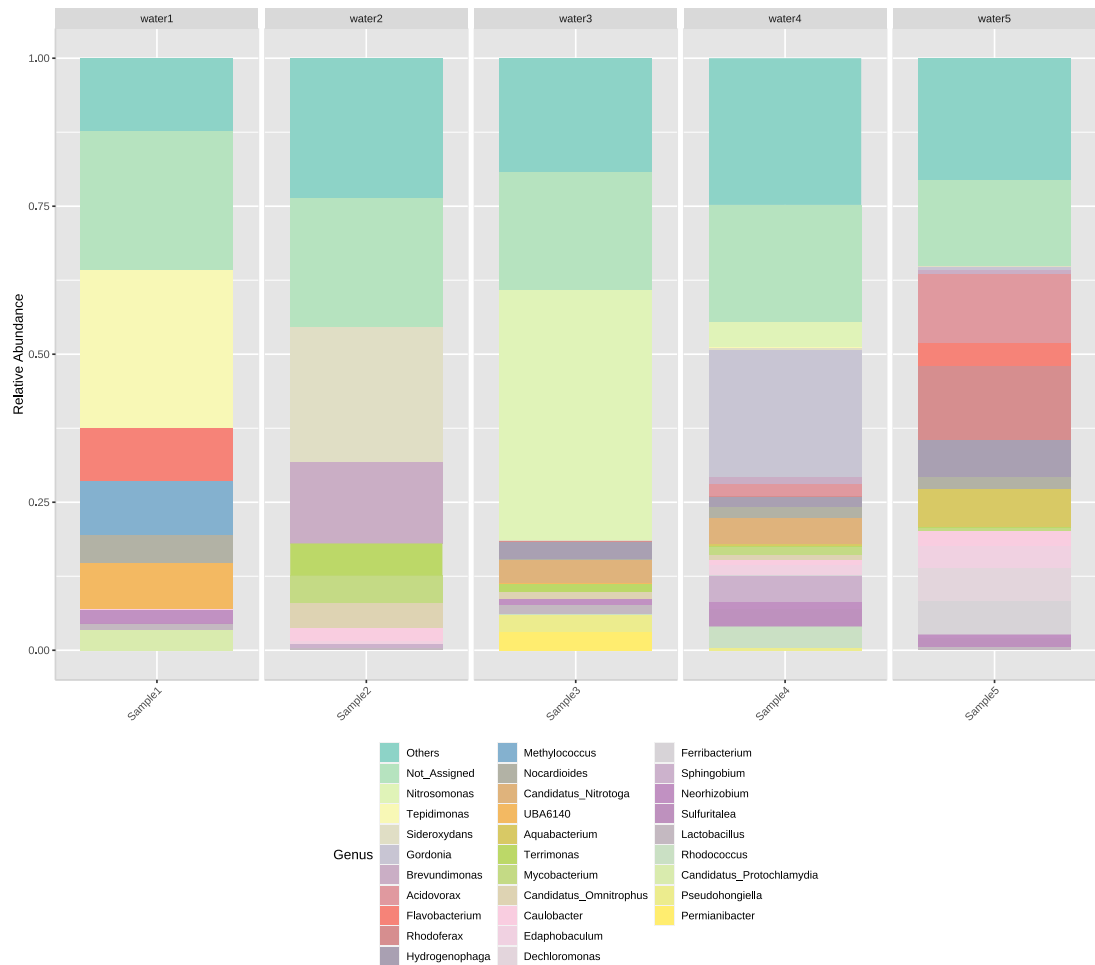 water1 water2 water3 water4 water5
1.00
0.75
0.50
0.25
0.00
Relative Abundance
Sample1 Sample2 Sample3 Sample4 Sample5
Genus
Others
Not_Assigned
Nitrosomonas
Tepidimonas
Sideroxydans
Gordonia
Brevundimonas
Acidovorax
Flavobacterium
Rhodoferax
Hydrogenophaga
Methylococcus
Nocardioides
Candidatus_Nitrotoga
UBA6140
Aquabacterium
Terrimonas
Mycobacterium
Candidatus_Omnitrophus
Caulobacter
Edaphobaculum
Dechloromonas
Ferribacterium
Sphingobium
Neorhizobium
Sulfuritalea
Lactobacillus
Rhodococcus
Candidatus_Protochlamydia
Pseudohongiella
Permianibacter